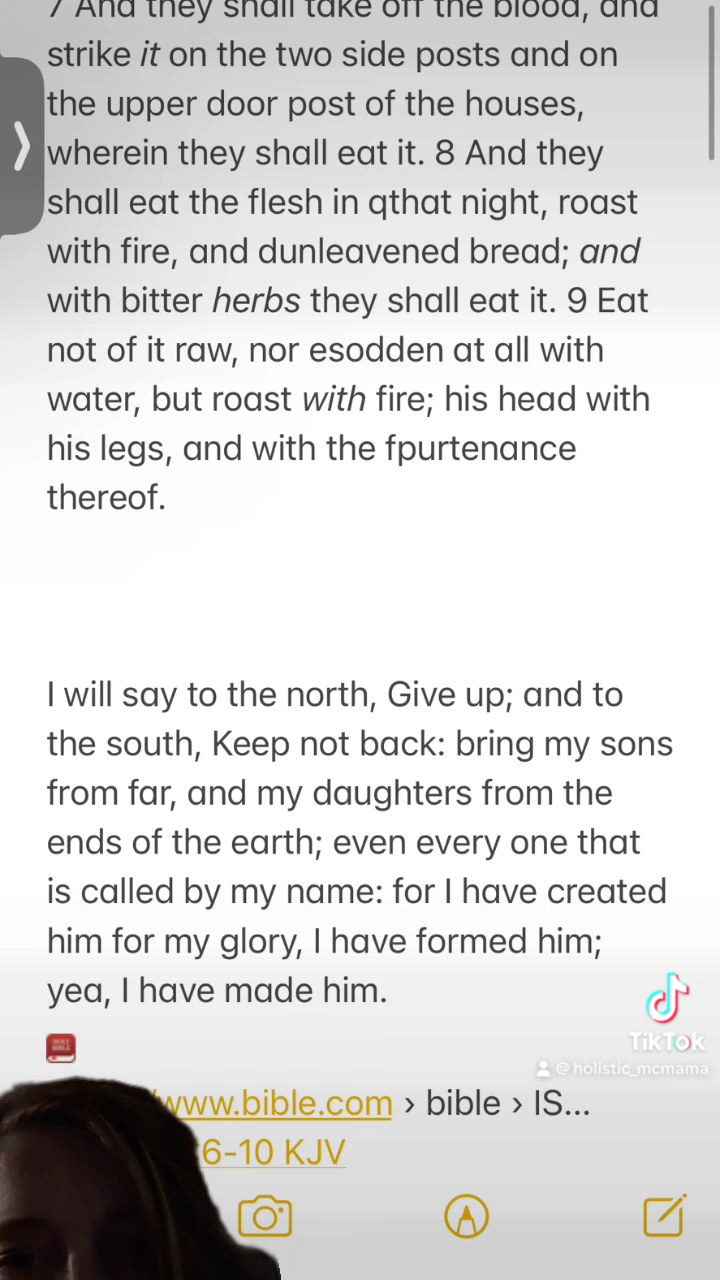 7 And they shall take off the blood, and
strike it on the two side posts and on
the upper door post of the houses,
wherein they shall eat it. 8 And they
shall eat the flesh in qthat night, roast
with fire, and dunleavened bread; and
with bitter herbs they shall eat it. 9 Eat
not of it raw, nor esodden at all with
water, but roast with fire; his head with
his legs, and with the fpurtenance
thereof.
I will say to the north, Give up; and to
the south, Keep not back: bring my sons
from far, and my daughters from the
ends of the earth; even every one that
is called by my name: for I have created
him for my glory, I have formed him;
yea, I have made him.
HOLY BIBLE
TikTok
@holistic_mcmama
www.bible.com › bible › IS...
6-10 KJV